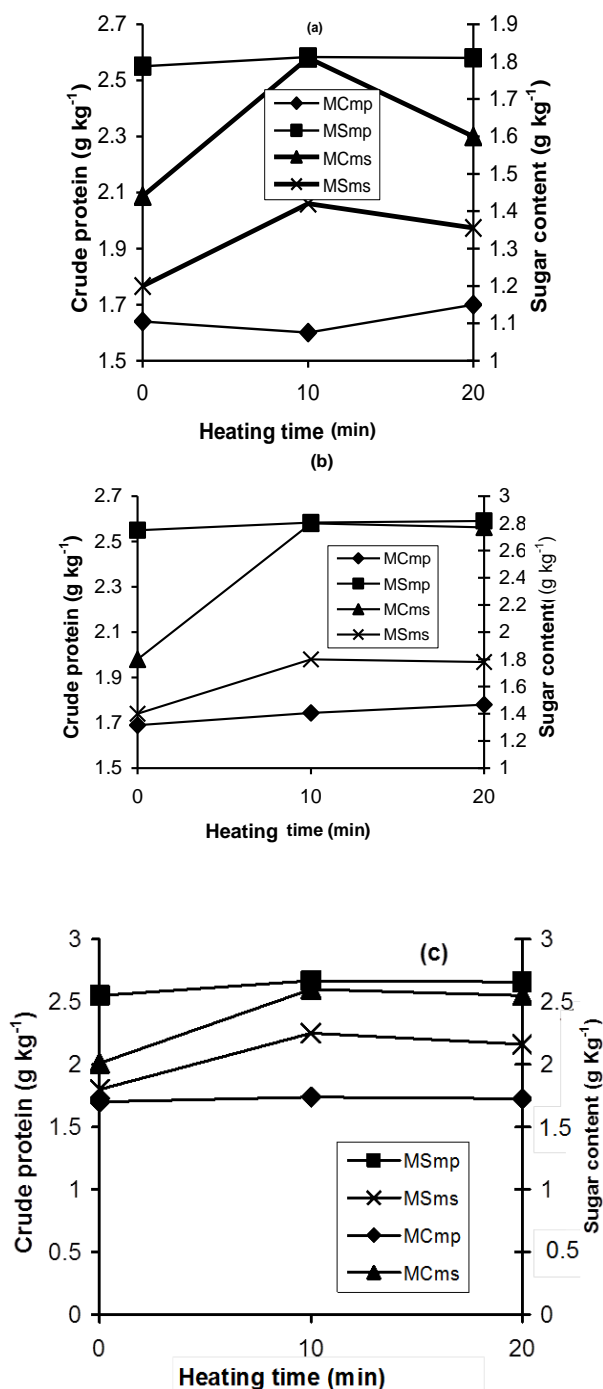 (a)
2.7
2.5
2.3
2.1
1.9
1.7
1.5
Crude protein (g kg⁻¹)
1.9
1.8
1.7
1.6
1.5
1.4
1.3
1.2
1.1
1
Sugar content (g kg⁻¹)
MCmp
MSmp
MCms
MSms
0 10 20
Heating time (min)
(b)
2.7
2.5
2.3
2.1
1.9
1.7
1.5
Crude protein (g kg⁻¹)
3
2.8
2.6
2.4
2.2
2
1.8
1.6
1.4
1.2
1
Sugar content( (g kg⁻¹)
MCmp
MSmp
MCms
MSms
0 10 20
Heating time (min)
(c)
3
2.5
2
1.5
1
0.5
0
Crude protein (g kg⁻¹)
3
2.5
2
1.5
1
0.5
0
Sugar content (g kg⁻¹)
MSmp
MSms
MCmp
MCms
0 10 20
Heating time (min)